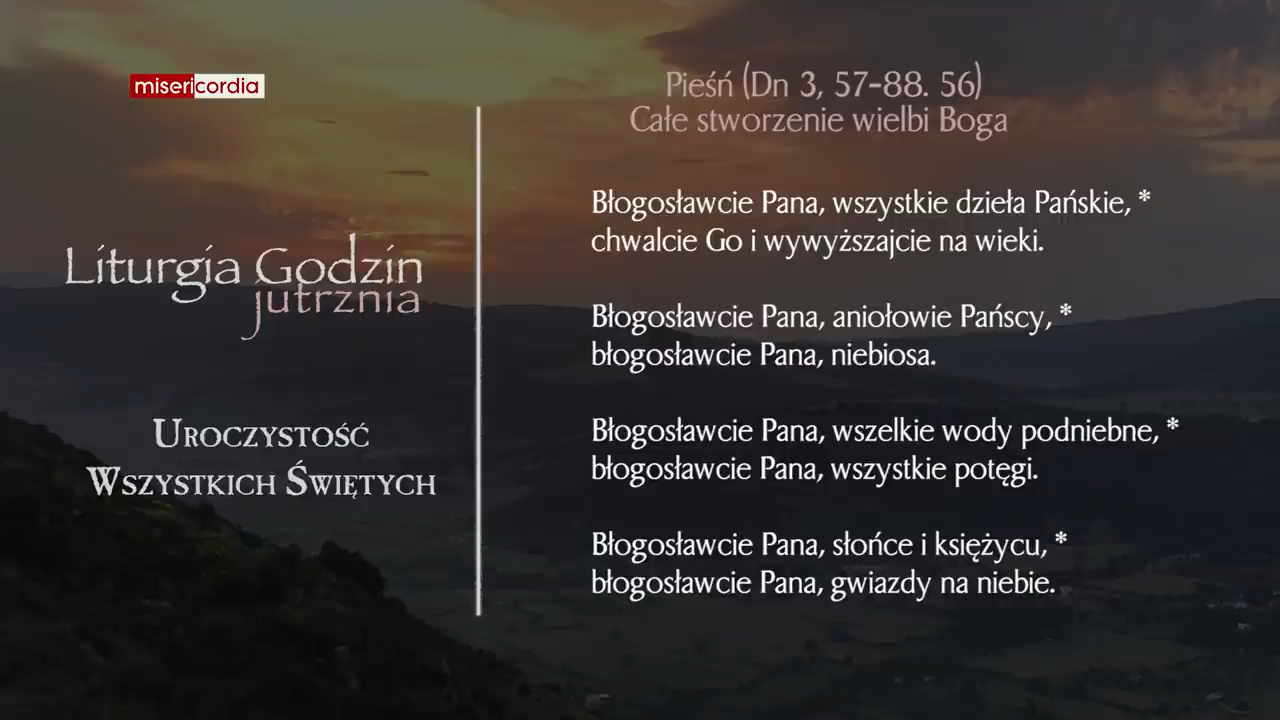 misericordia
Liturgia Godzin
jutrznia
Uroczystość
Wszystkich Świętych
Pieśń (Dn 3, 57-88. 56)
Całe stworzenie wielbi Boga
Błogosławcie Pana, wszystkie dzieła Pańskie, *
chwalcie Go i wywyższajcie na wieki.
Błogosławcie Pana, aniołowie Pańscy, *
błogosławcie Pana, niebiosa.
Błogosławcie Pana, wszelkie wody podniebne, *
błogosławcie Pana, wszystkie potęgi.
Błogosławcie Pana, słońce i księżycu, *
błogosławcie Pana, gwiazdy na niebie.